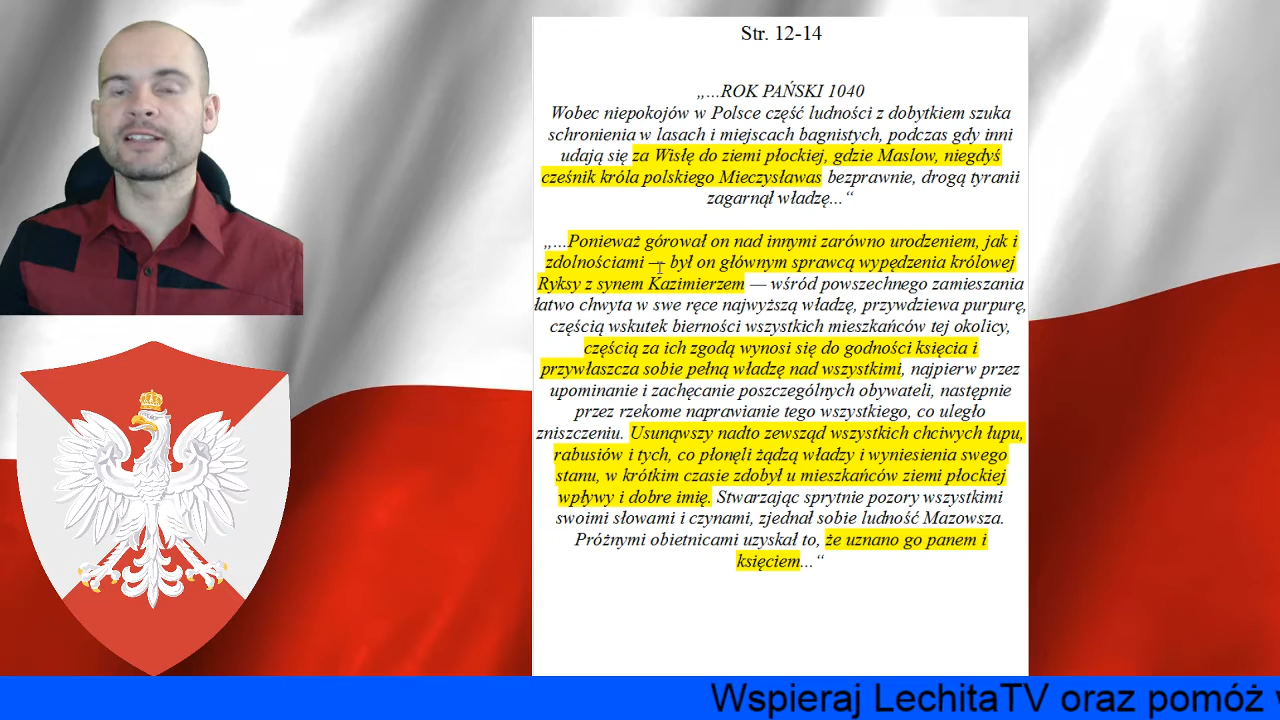 Str. 12-14
„...ROK PAŃSKI 1040
Wobec niepokojów w Polsce część ludności z dobytkiem szuka
schronienia w lasach i miejscach bagnistych, podczas gdy inni
udają się za Wisłę do ziemi płockiej, gdzie Maslow, niegdyś
cześnik króla polskiego Mieczysławas bezprawnie, drogą tyranii
zagarnął władzę...“
„...Ponieważ górował on nad innymi zarówno urodzeniem, jak i
zdolnościami — był on głównym sprawcą wypędzenia królowej
Ryksy z synem Kazimierzem — wśród powszechnego zamieszania
łatwo chwyta w swe ręce najwyższą władzę, przywdziewa purpurę,
częścią wskutek bierności wszystkich mieszkańców tej okolicy,
częścią za ich zgodą wynosi się do godności księcia i
przywłaszcza sobie pełną władzę nad wszystkimi, najpierw przez
upominanie i zachęcanie poszczególnych obywateli, następnie
przez rzekome naprawianie tego wszystkiego, co uległo
zniszczeniu. Usunąwszy nadto zewsząd wszystkich chciwych łupu,
rabusiów i tych, co płonęli żądzą władzy i wyniesienia swego
stanu, w krótkim czasie zdobył u mieszkańców ziemi płockiej
wpływy i dobre imię. Stwarzając sprytnie pozory wszystkimi
swoimi słowami i czynami, zjednał sobie ludność Mazowsza.
Próżnymi obietnicami uzyskał to, że uznano go panem i
księciem...“
Wspieraj LechitaTV oraz pomóż